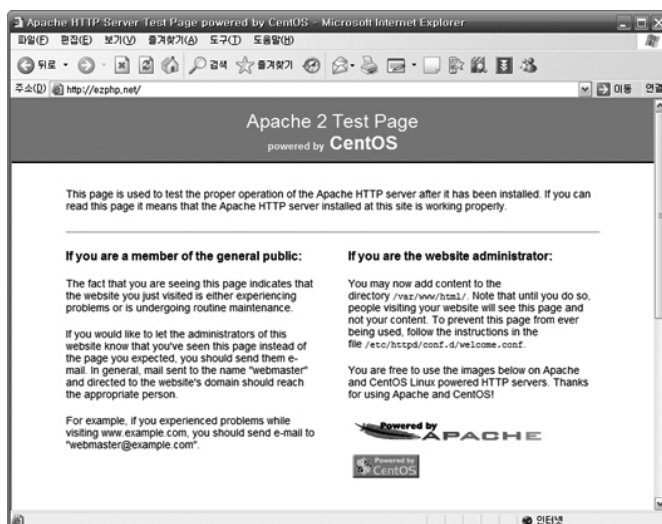 Apache HTTP Server Test Page powered by CentOS - Microsoft Internet Explorer
파일(F) 편집(E) 보기(V) 즐겨찾기(A) 도구(T) 도움말(H)
뒤로 검색 즐겨찾기
주소(D) http://ezphp.net/ 이동 연결
Apache 2 Test Page
powered by CentOS
This page is used to test the proper operation of the Apache HTTP server after it has been installed. If you can
read this page it means that the Apache HTTP server installed at this site is working properly.
If you are a member of the general public:
The fact that you are seeing this page indicates that
the website you just visited is either experiencing
problems or is undergoing routine maintenance.
If you would like to let the administrators of this
website know that you've seen this page instead of
the page you expected, you should send them e-
mail. In general, mail sent to the name "webmaster"
and directed to the website's domain should reach
the appropriate person.
For example, if you experienced problems while
visiting www.example.com, you should send e-mail to
"webmaster@example.com".
If you are the website administrator:
You may now add content to the
directory /var/www/html/. Note that until you do so,
people visiting your website will see this page and
not your content. To prevent this page from ever
being used, follow the instructions in the
file /etc/httpd/conf.d/welcome.conf.
You are free to use the images below on Apache
and CentOS Linux powered HTTP servers. Thanks
for using Apache and CentOS!
Powered by
APACHE
Powered by
CentOS
인터넷